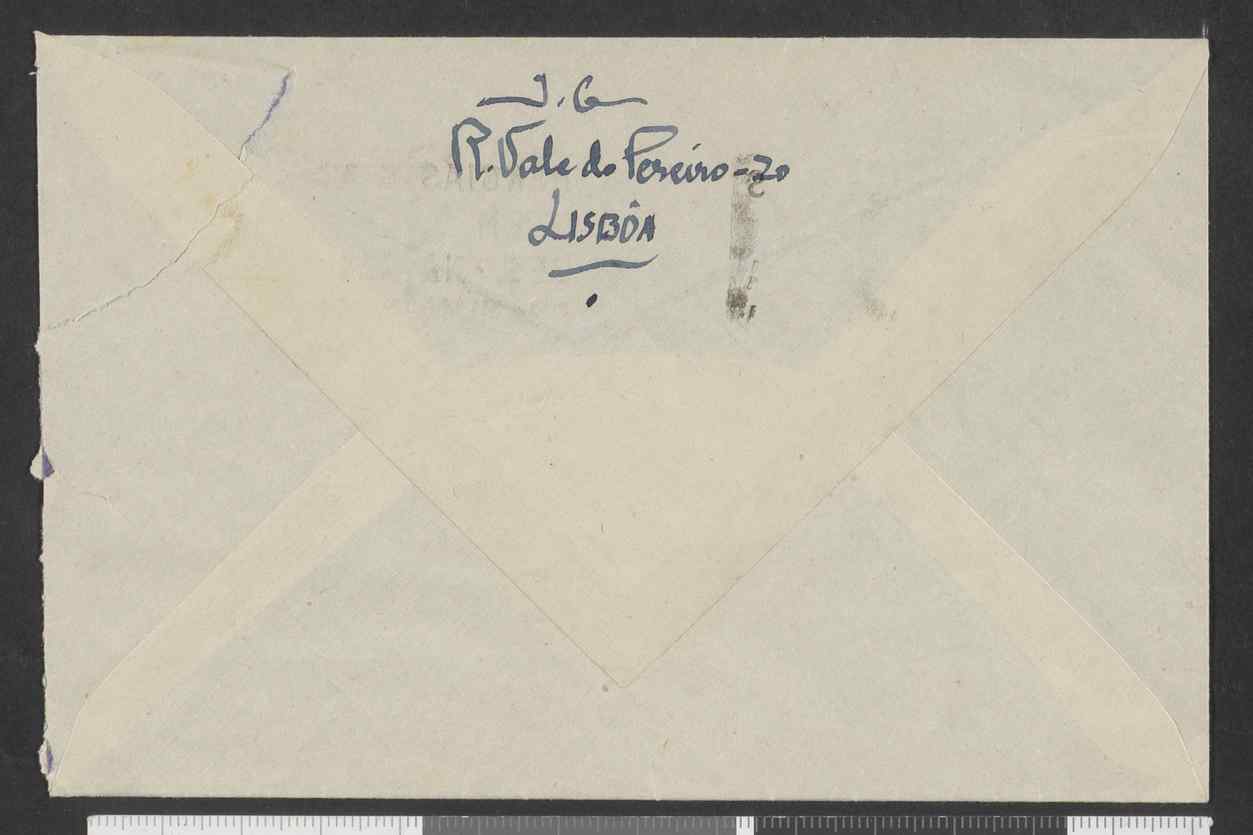 J. G
R. Vale do Pereiro - 20
LISBÔA